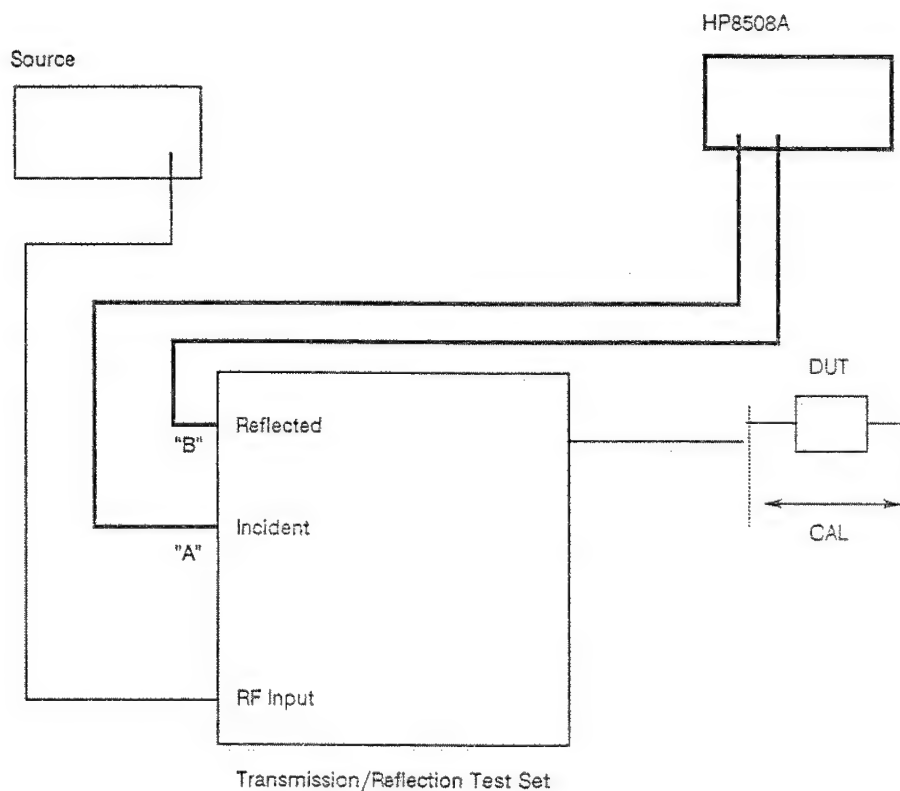 HP8508A
Source
DUT
Reflected
"B"
Incident
"A"
CAL
RF Input
Transmission/Reflection Test Set